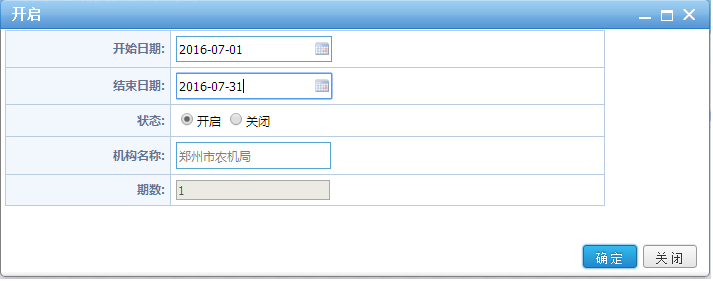 开启
开始日期: 2016-07-01
结束日期: 2016-07-31
状态: 开启 关闭
机构名称: 郑州市农机局
期数: 1
确定 关闭